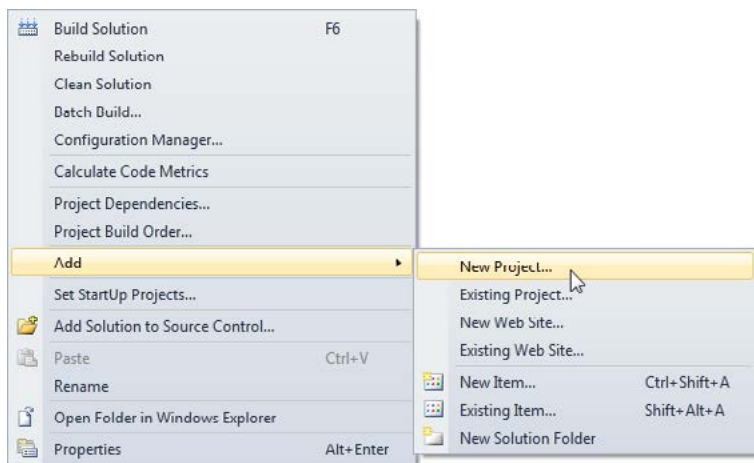 Build Solution F6
Rebuild Solution
Clean Solution
Batch Build...
Configuration Manager...
Calculate Code Metrics
Project Dependencies...
Project Build Order...
Add
Set StartUp Projects...
Add Solution to Source Control...
Paste Ctrl+V
Rename
Open Folder in Windows Explorer
Properties Alt+Enter
New Project...
Existing Project...
New Web Site...
Existing Web Site...
New Item... Ctrl+Shift+A
Existing Item... Shift+Alt+A
New Solution Folder